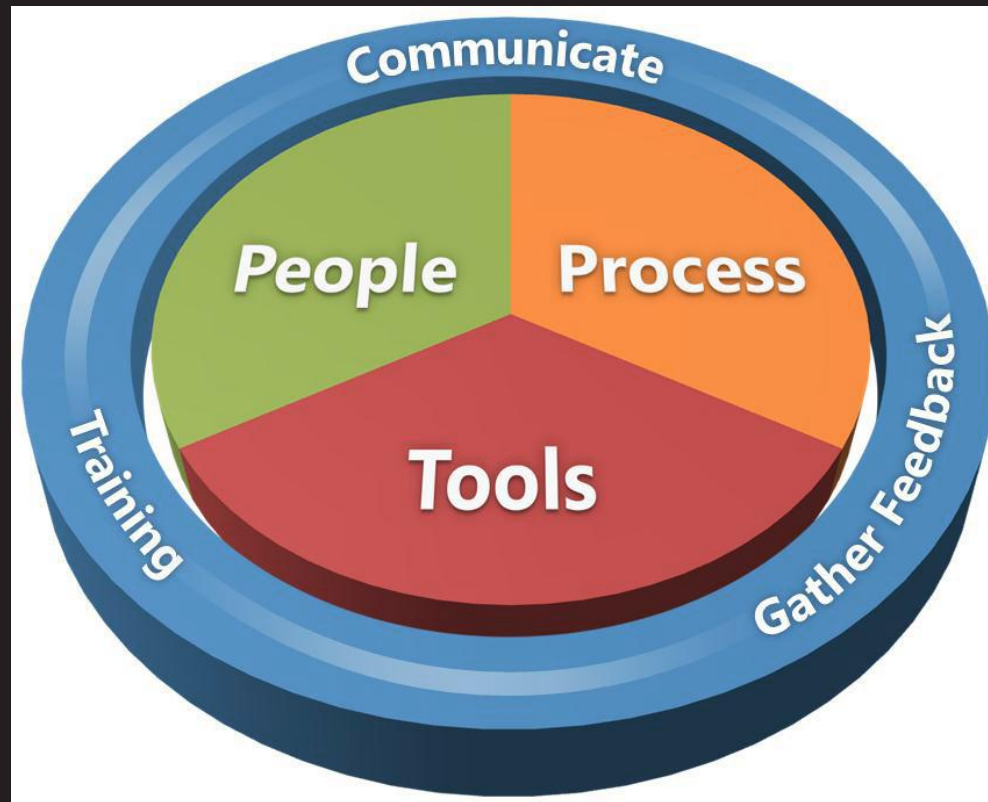 Communicate
People
Process
Tools
Training
Gather Feedback